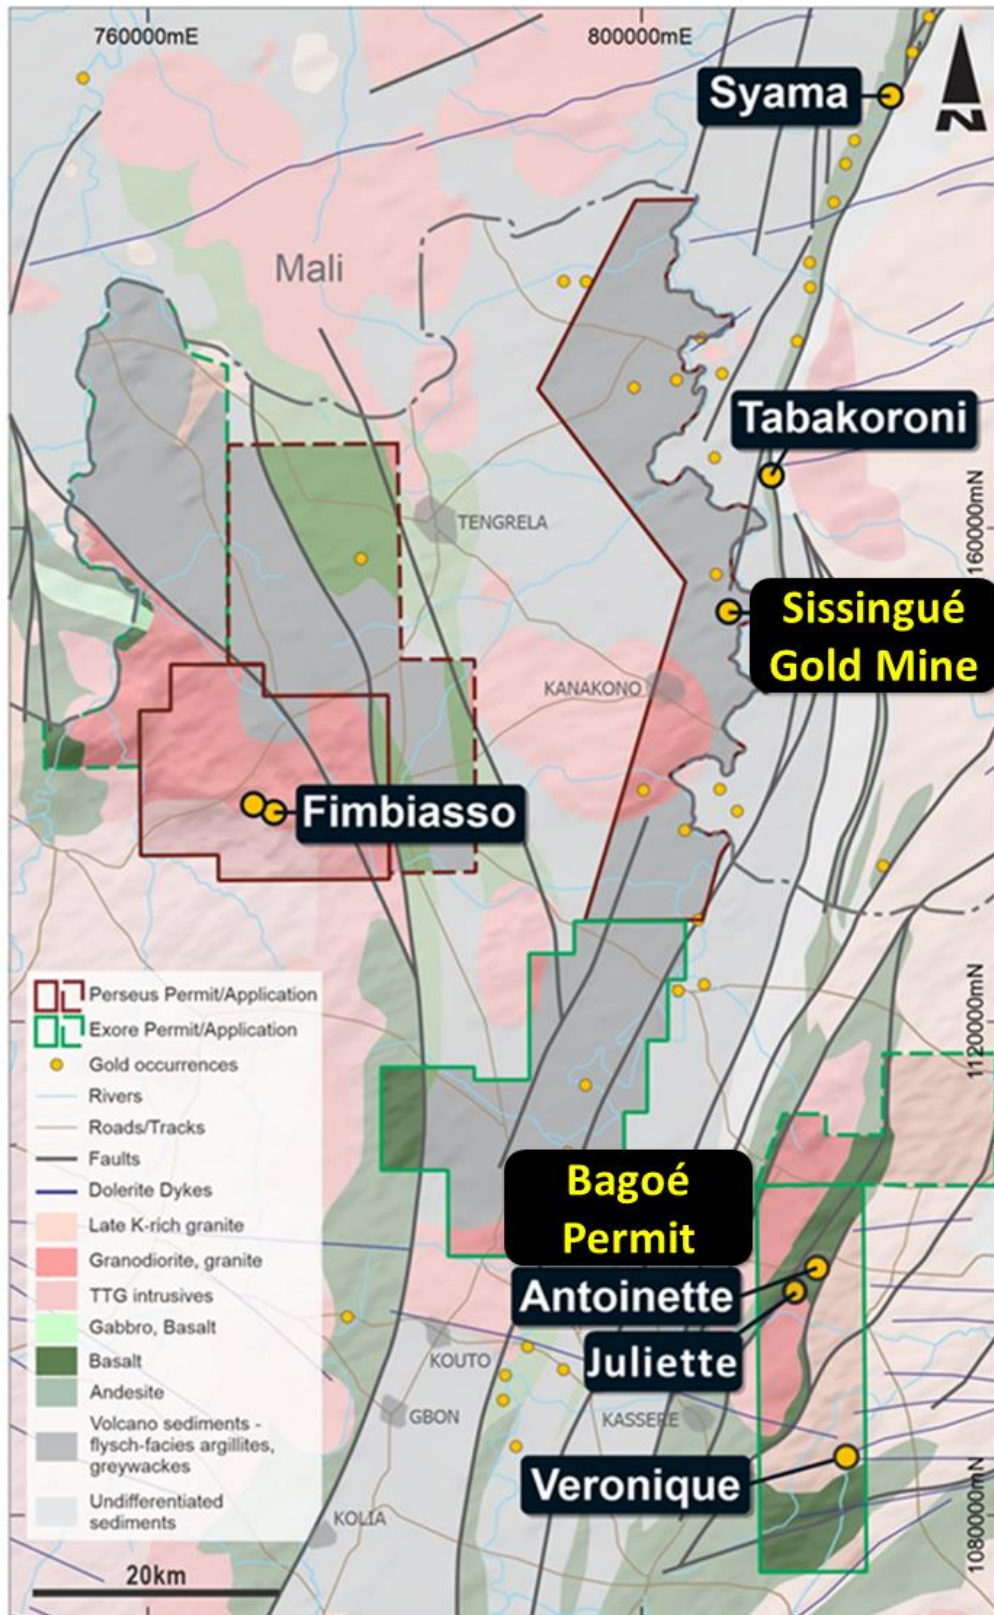 760000mE
800000mE
Syama
N
Mali
Tabakoroni
TENGRELA
1160000mN
Sissingué
Gold Mine
KANAKONO
Fimbiasso
Perseus Permit/Application
Exore Permit/Application
Gold occurrences
Rivers
Roads/Tracks
Faults
Dolerite Dykes
Late K-rich granite
Granodiorite, granite
TTG intrusives
Gabbro, Basalt
Basalt
Andesite
Volcano sediments -
flysch-facies argillites,
greywackes
Undifferentiated
sediments
20km
1120000mN
Bagoé
Permit
Antoinette
Juliette
KOUTO
GBON
KASSERE
Veronique
KOLIA
1080000mN